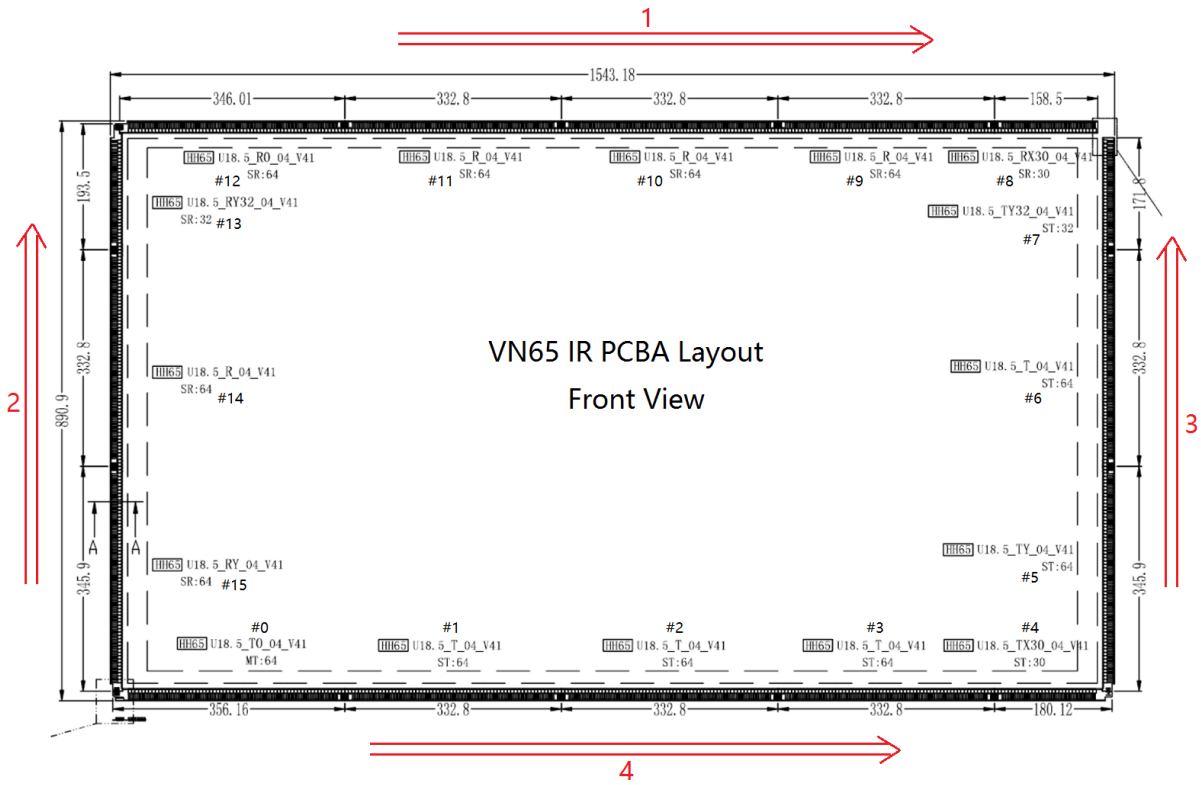 1
1543.18
346.01 332.8 332.8 332.8 158.5
HH65 U18.5_R0_04_V41 HH65 U18.5_R_04_V41 HH65 U18.5_R_04_V41 HH65 U18.5_R_04_V41 HH65 U18.5_RX30_04_V41
#12 SR:64 #11 SR:64 #10 SR:64 #9 SR:64 #8 SR:30
193.5 171.8
HH65 U18.5_RY32_04_V41 HH65 U18.5_TY32_04_V41
SR:32 #13 ST:32
#7
VN65 IR PCBA Layout
332.8 332.8
HH65 U18.5_R_04_V41 HH65 U18.5_T_04_V41
SR:64 ST:64
#14 #6
Front View
2 890.9 3
A A
HH65 U18.5_TY_04_V41
345.9 345.9
HH65 U18.5_RY_04_V41 ST:64
SR:64 #15 #5
#0 #1 #2 #3 #4
HH65 U18.5_T0_04_V41 HH65 U18.5_T_04_V41 HH65 U18.5_T_04_V41 HH65 U18.5_T_04_V41 HH65 U18.5_TX30_04_V41
MT:64 ST:64 ST:64 ST:64 ST:30
356.16 332.8 332.8 332.8 180.12
4